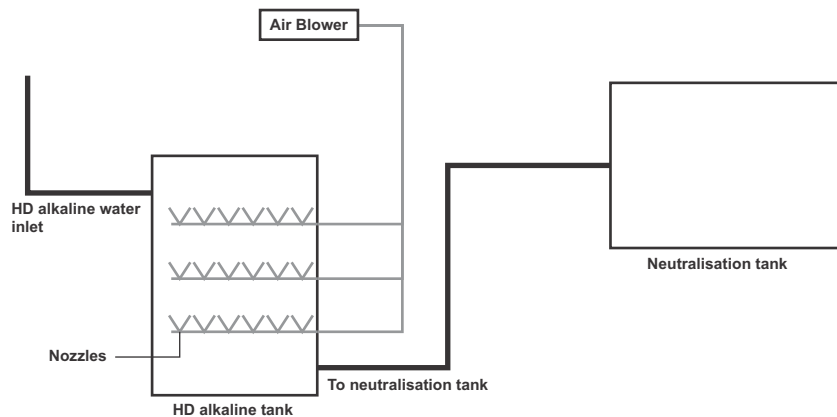 Air Blower
HD alkaline water
inlet
Neutralisation tank
Nozzles
To neutralisation tank
HD alkaline tank